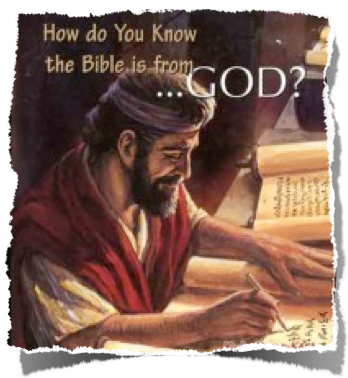 How do You Know
the Bible is from
...GOD?